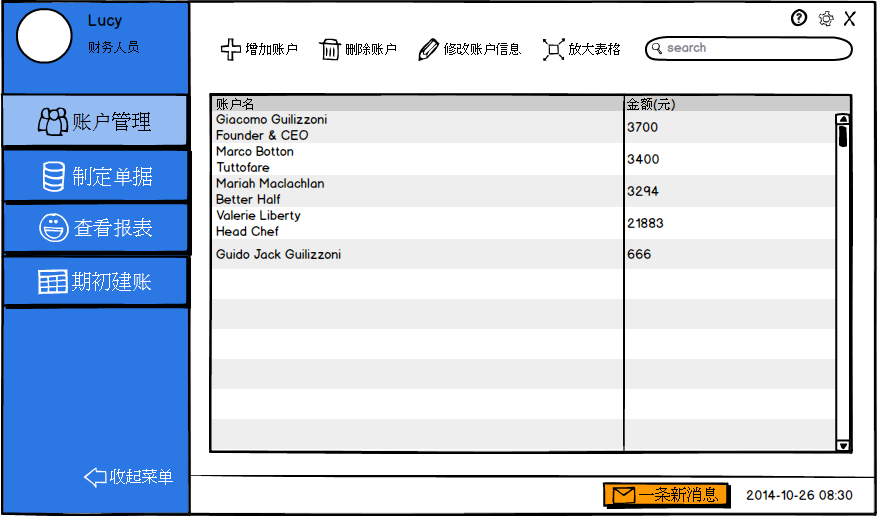 Lucy
财务人员
增加账户
删除账户
修改账户信息
放大表格
search
账户管理
制定单据
查看报表
期初建账
收起菜单
账户名 金额(元)
Giacomo Guilizzoni
Founder & CEO
3700
Marco Botton
Tuttofare
3400
Mariah Maclachlan
Better Half
3294
Valerie Liberty
Head Chef
21883
Guido Jack Guilizzoni 666
一条新消息
2014-10-26 08:30